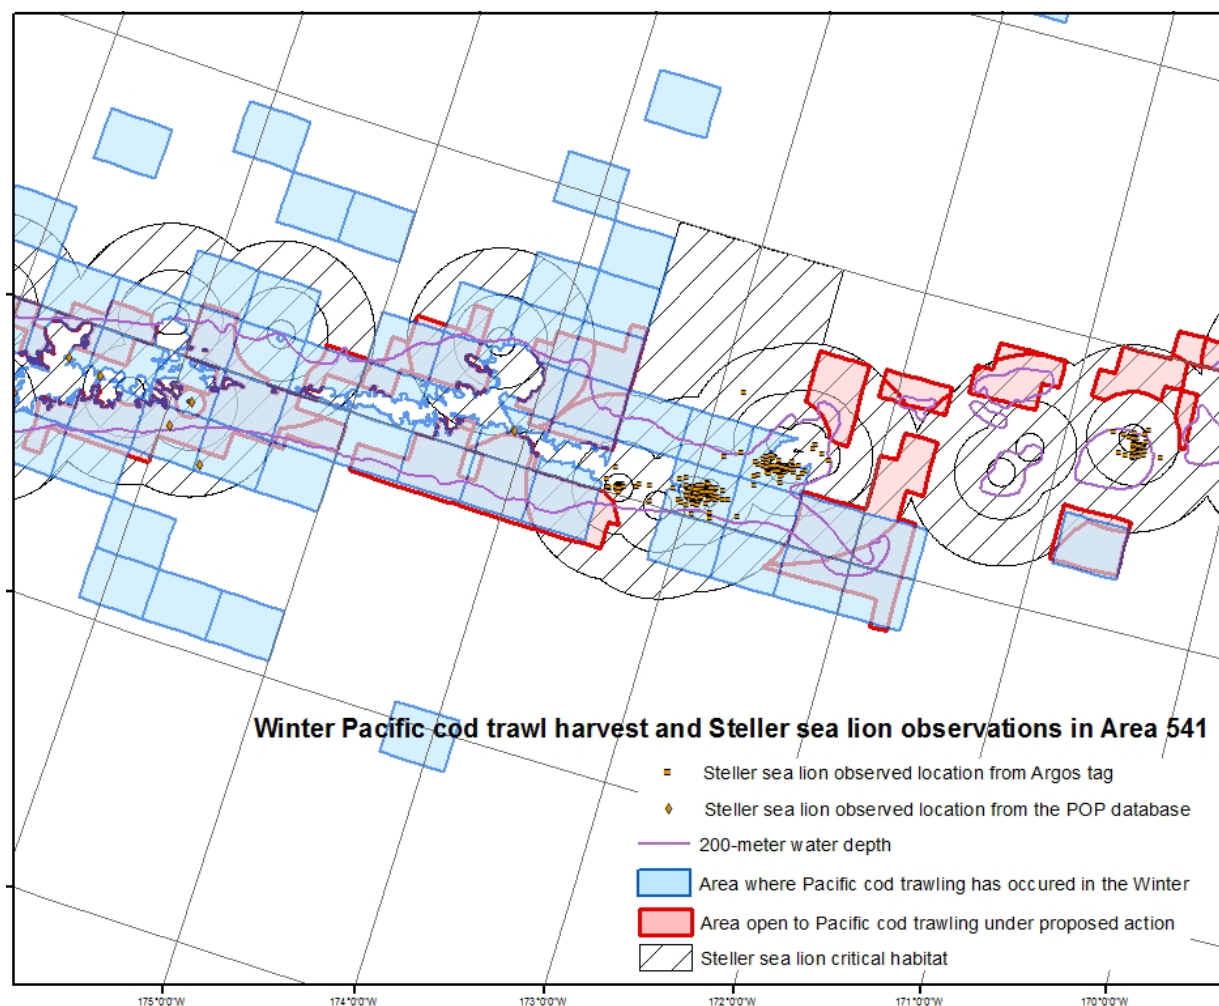 Winter Pacific cod trawl harvest and Steller sea lion observations in Area 541
Steller sea lion observed location from Argos tag
Steller sea lion observed location from the POP database
200-meter water depth
Area where Pacific cod trawling has occured in the Winter
Area open to Pacific cod trawling under proposed action
Steller sea lion critical habitat
175°0'0"W 174°0'0"W 173°0'0"W 172°0'0"W 171°0'0"W 170°0'0"W